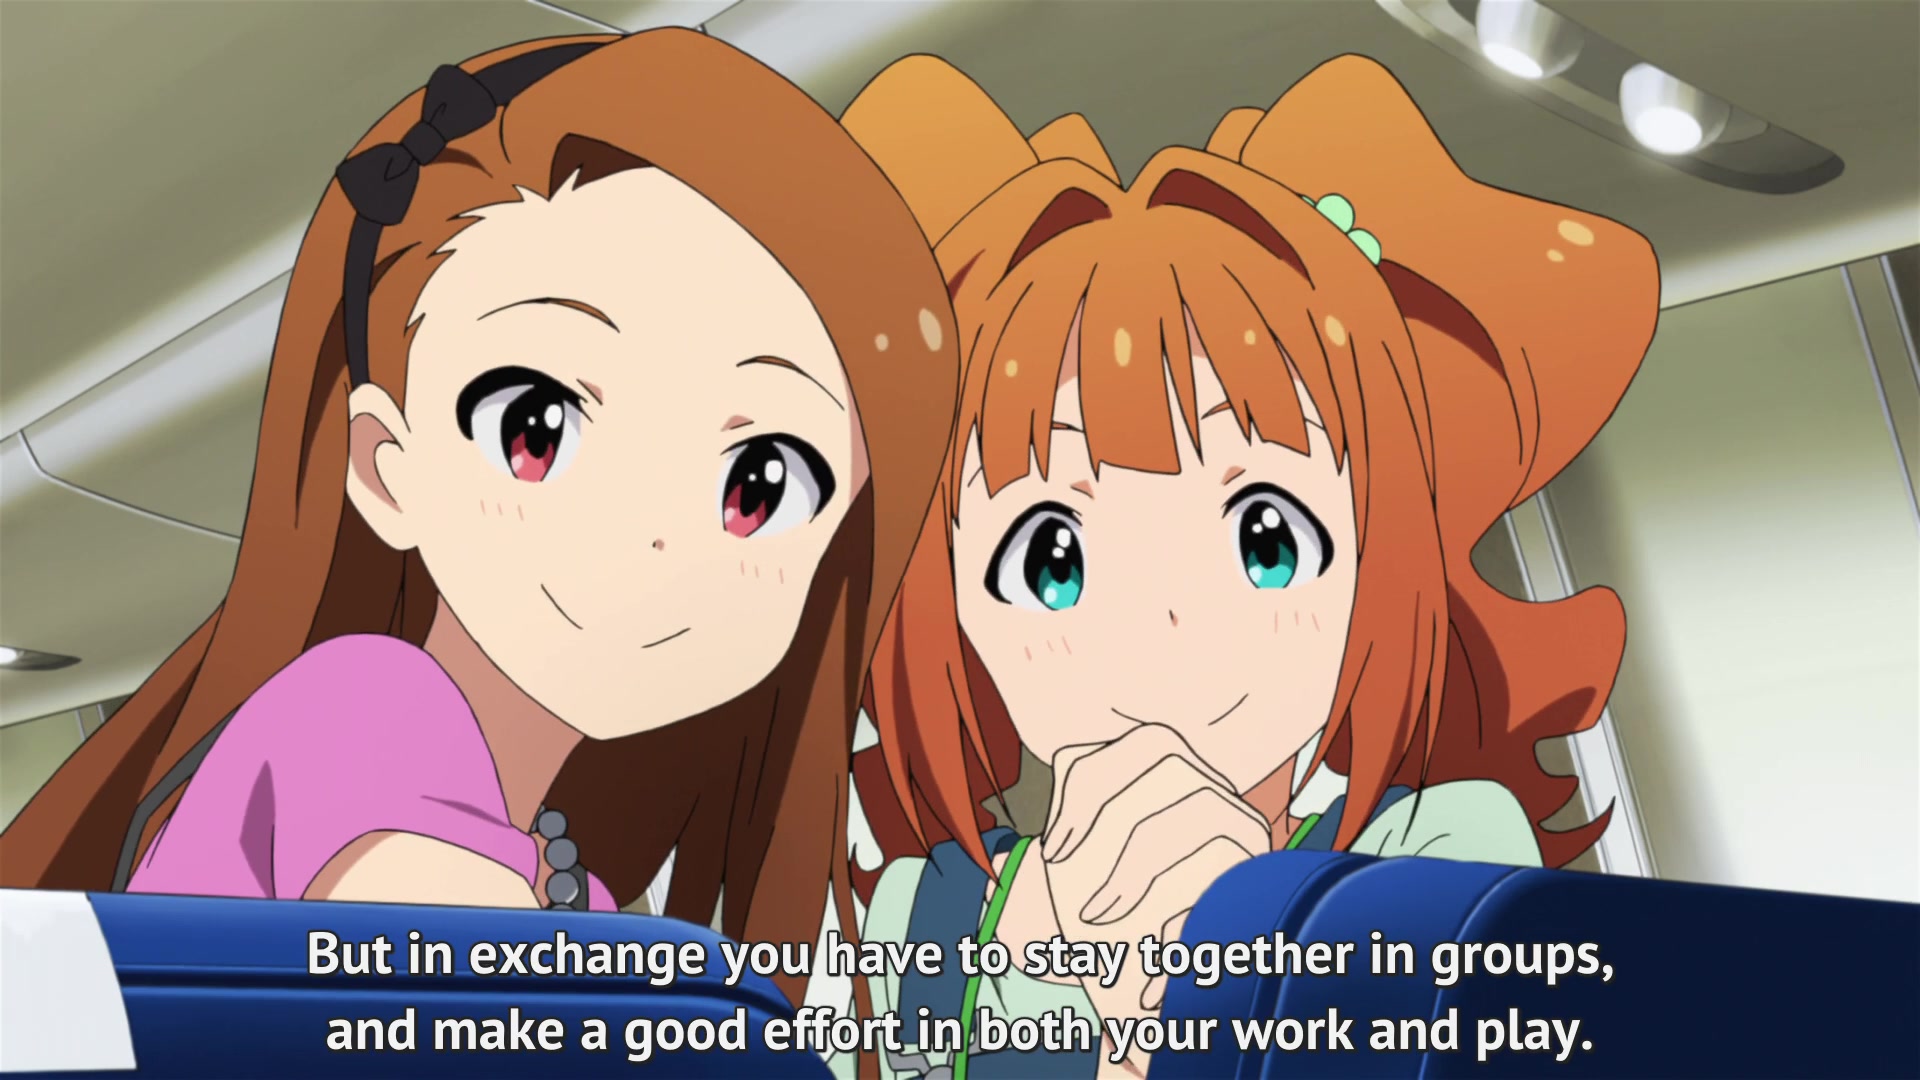 But in exchange you have to stay together in groups,
and make a good effort in both your work and play.